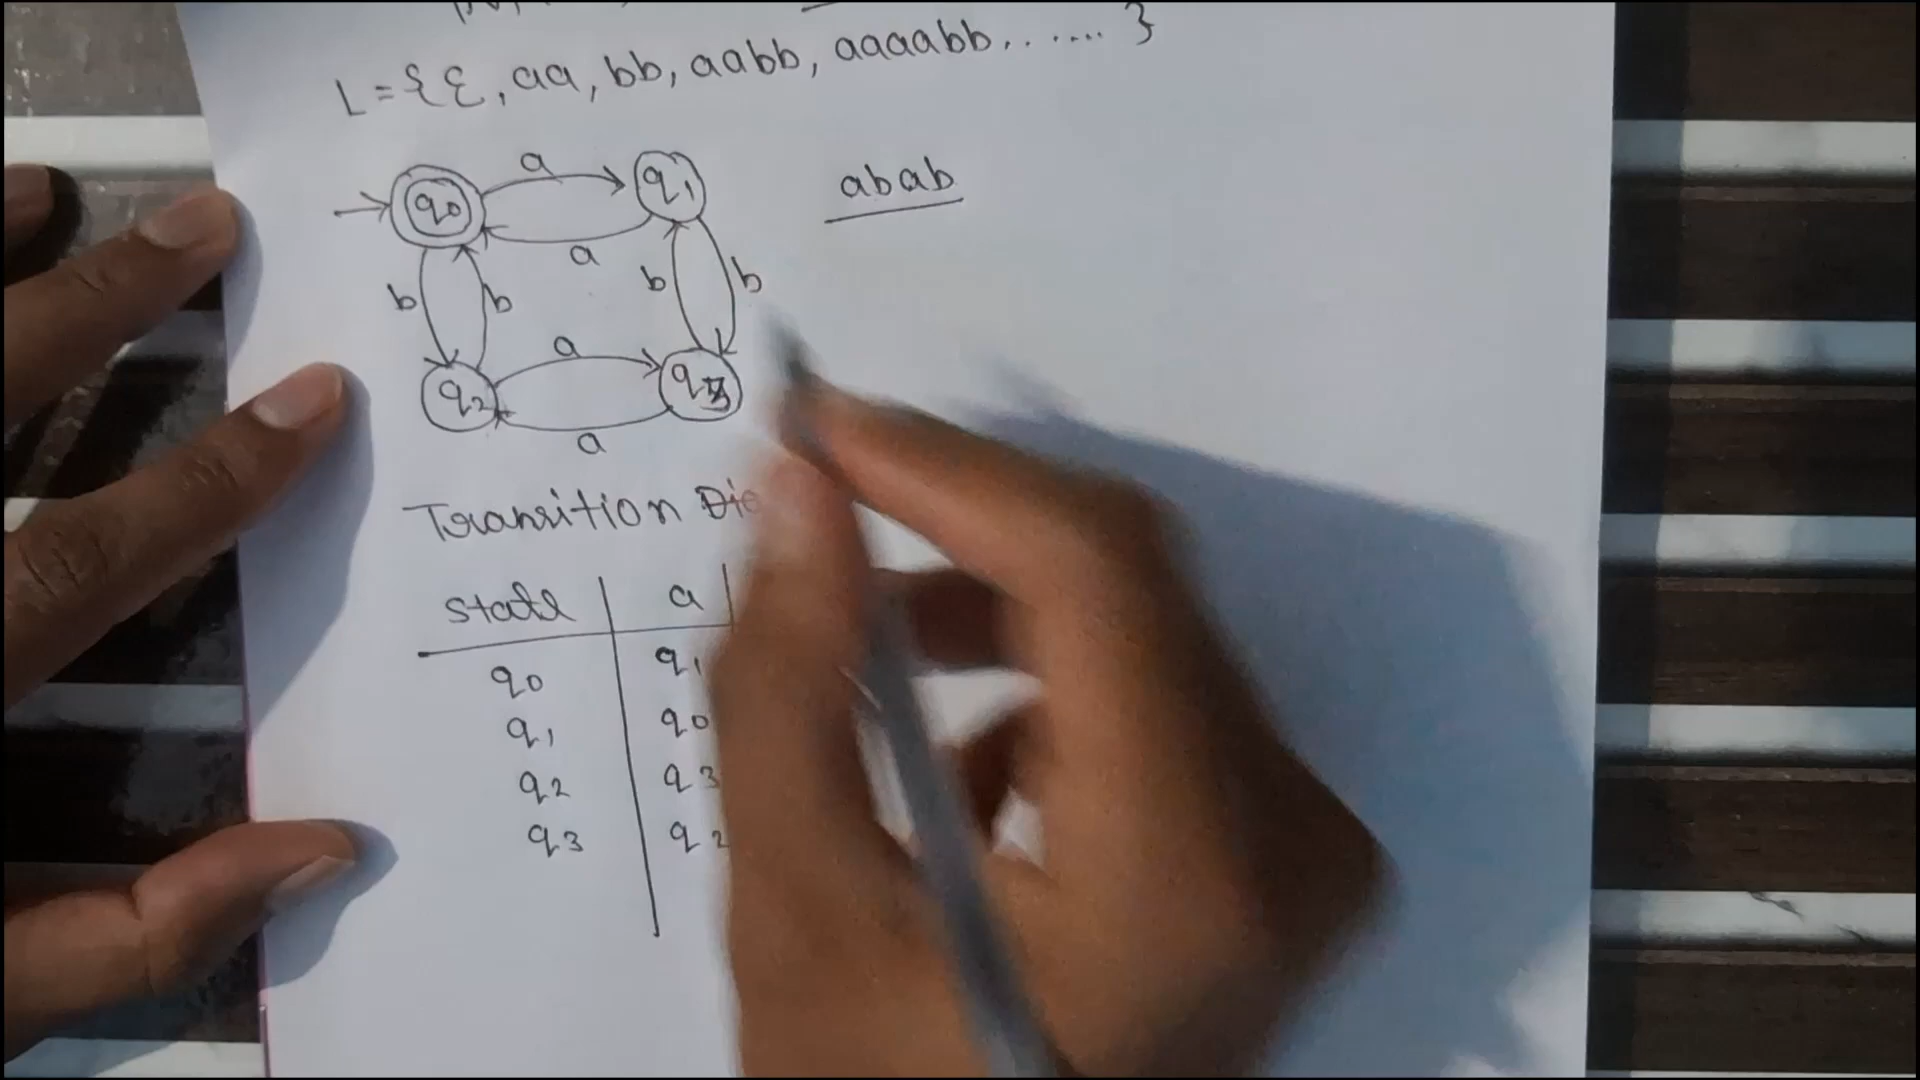 L = {ε, aa, bb, aabb, aaaabb. . ..... }
a
q0 q1 abab
a
b b b b
a
q2 q3
a
Transition
state a
q0 q1
q1 q0
q2 q3
q3 q2